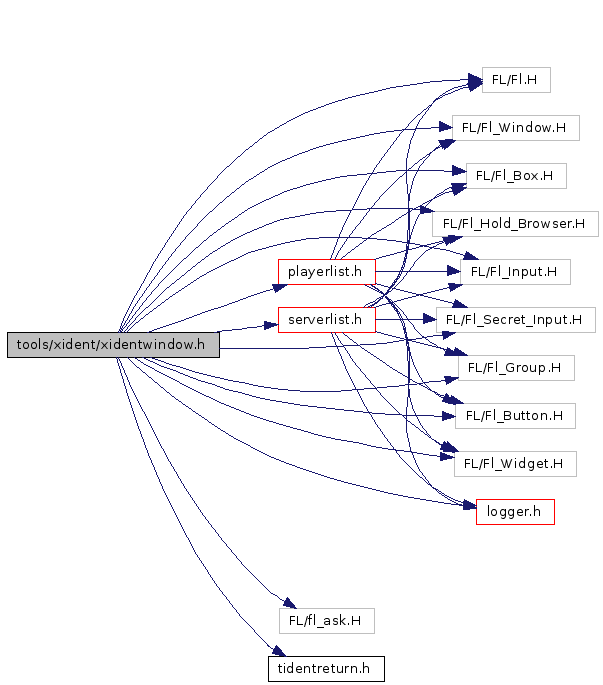 FL/Fl.H
FL/Fl_Window.H
FL/Fl_Box.H
FL/Fl_Hold_Browser.H
playerlist.h
FL/Fl_Input.H
serverlist.h
FL/Fl_Secret_Input.H
tools/xident/xidentwindow.h
FL/Fl_Group.H
FL/Fl_Button.H
FL/Fl_Widget.H
logger.h
FL/fl_ask.H
tidentreturn.h